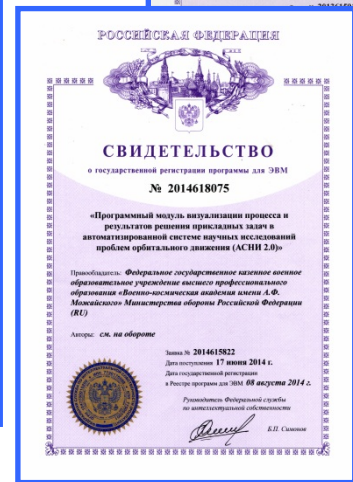 РОССИЙСКАЯ ФЕДЕРАЦИЯ
СВИДЕТЕЛЬСТВО
о государственной регистрации программы для ЭВМ
№ 2014618075
«Программный модуль визуализации процесса и
результатов решения прикладных задач в
автоматизированной системе научных исследований
проблем орбитального движения (АСНИ 2.0)»
Правообладатель: Федеральное государственное казенное военное
образовательное учреждение высшего профессионального
образования «Военно-космическая академия имени А.Ф.
Можайского» Министерства обороны Российской Федерации
(RU)
Авторы: см. на обороте
Заявка № 2014615822
Дата поступления 17 июня 2014 г.
Дата государственной регистрации
в Реестре программ для ЭВМ 08 августа 2014 г.
Руководитель Федеральной службы
по интеллектуальной собственности
Б.П. Симонов